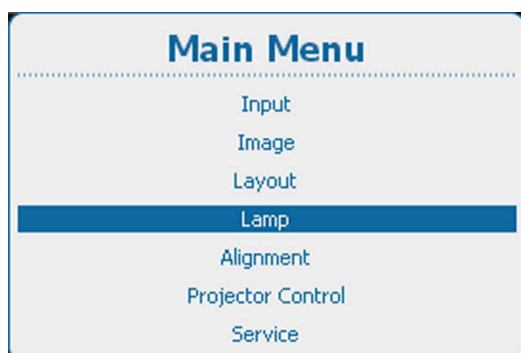 Main Menu
Input
Image
Layout
Lamp
Alignment
Projector Control
Service